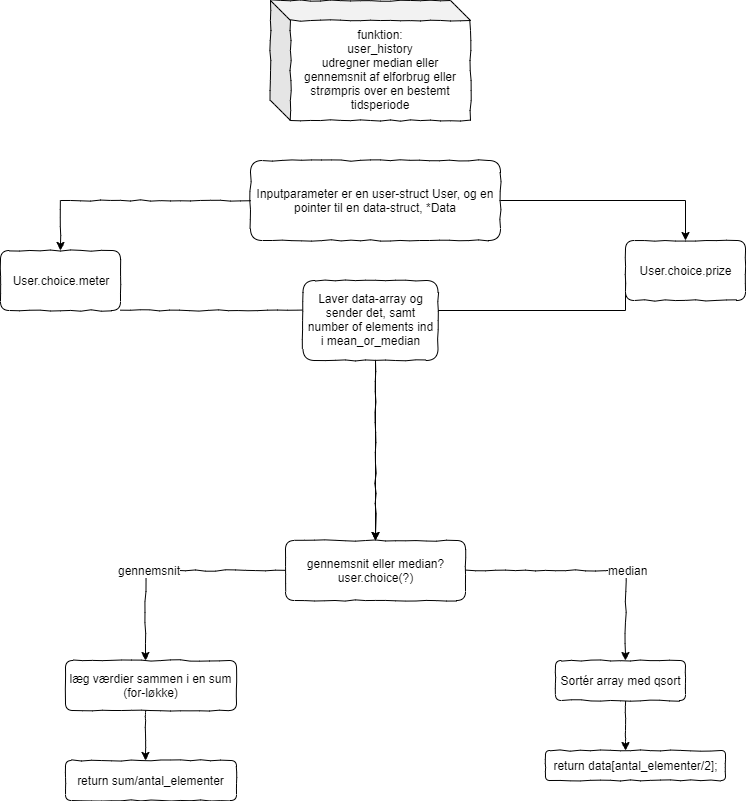 funktion:
user_history
udregner median eller
gennemsnit af elforbrug eller
strømpris over en bestemt
tidsperiode
Inputparameter er en user-struct User, og en
pointer til en data-struct, *Data
User.choice.meter
User.choice.prize
Laver data-array og
sender det, samt
number of elements ind
i mean_or_median
gennemsnit eller median?
user.choice(?)
gennemsnit
median
læg værdier sammen i en sum
(for-løkke)
Sortér array med qsort
return sum/antal_elementer
return data[antal_elementer/2];